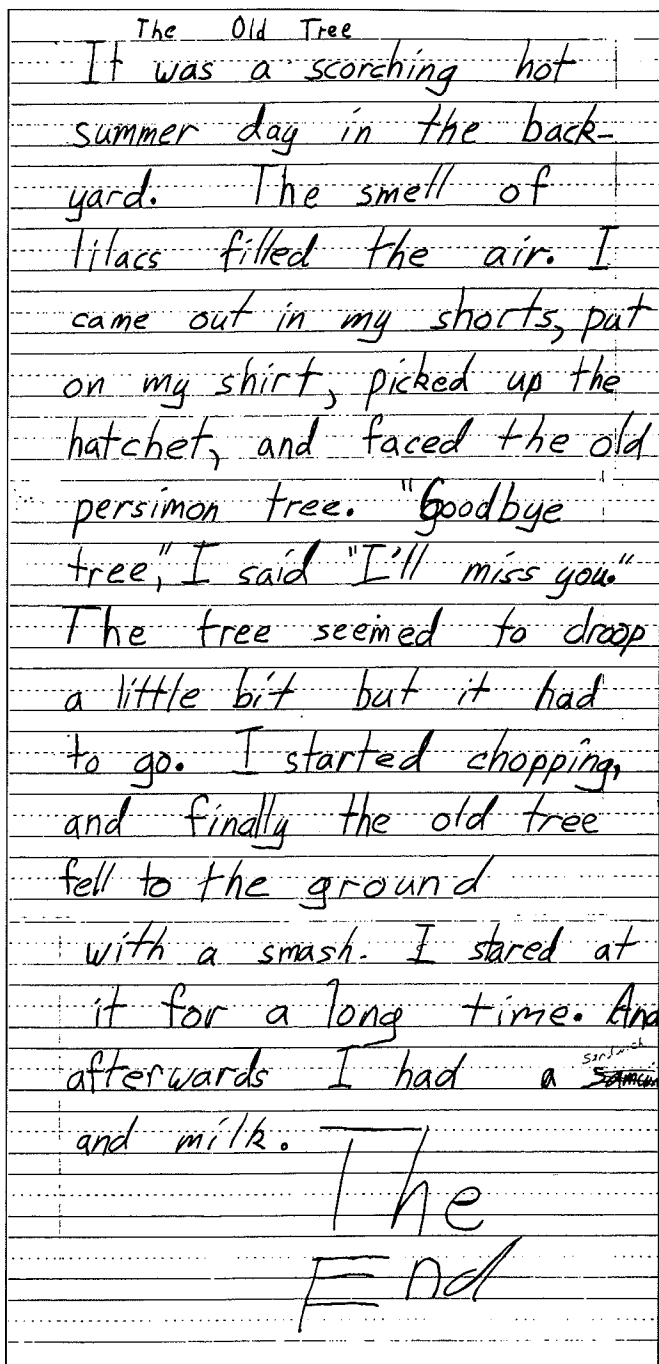 The Old Tree
It was a scorching hot
summer day in the back-
yard. The smell of
lilacs filled the air. I
came out in my shorts, put
on my shirt, picked up the
hatchet, and faced the old
persimon tree. "Goodbye
tree," I said "I'll miss you."
The tree seemed to droop
a little bit but it had
to go. I started chopping,
and finally the old tree
fell to the ground
with a smash. I stared at
it for a long time. And
afterwards I had a sandwich
and milk. The
End